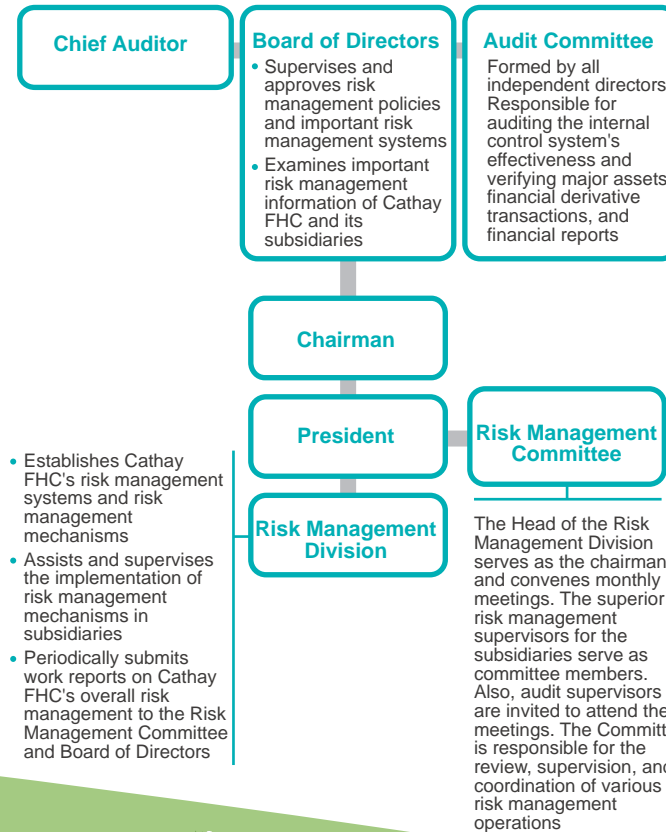 Chief Auditor
Board of Directors
• Supervises and
approves risk
management policies
and important risk
management systems
• Examines important
risk management
information of Cathay
FHC and its
subsidiaries
Audit Committee
Formed by all
independent directors
Responsible for
auditing the internal
control system's
effectiveness and
verifying major assets
financial derivative
transactions, and
financial reports
Chairman
President
Risk Management
Committee
• Establishes Cathay
FHC's risk management
systems and risk
management
mechanisms
• Assists and supervises
the implementation of
risk management
mechanisms in
subsidiaries
• Periodically submits
work reports on Cathay
FHC's overall risk
management to the Risk
Management Committee
and Board of Directors
Risk Management
Division
The Head of the Risk
Management Division
serves as the chairman
and convenes monthly
meetings. The superior
risk management
supervisors for the
subsidiaries serve as
committee members.
Also, audit supervisors
are invited to attend the
meetings. The
is responsible for the
review, supervision, and
coordination of various
risk management
operations